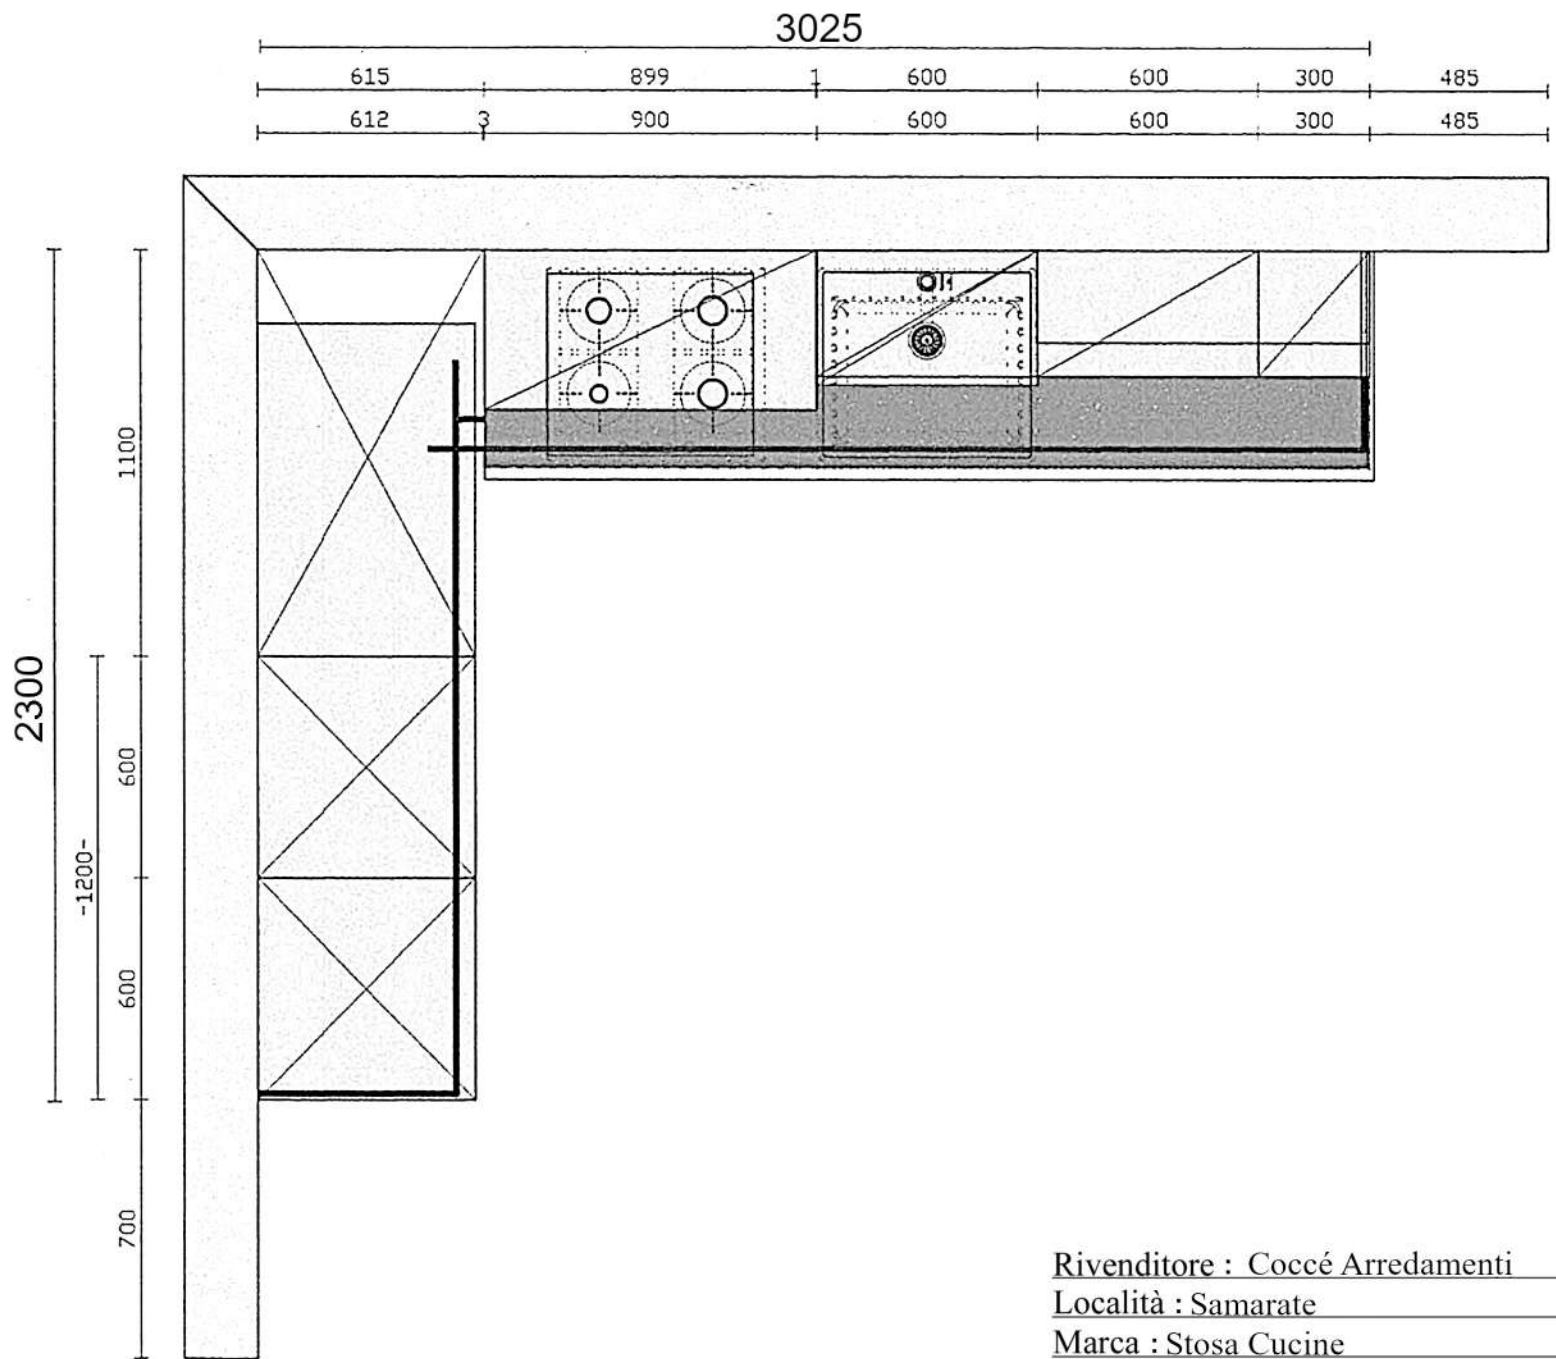 3025
615 899 1 600 600 300 485
612 3 900 600 600 300 485
1100
2300
600
-1200-
600
700
Rivenditore : Coccé Arredamenti
Località : Samarate
Marca : Stosa Cucine